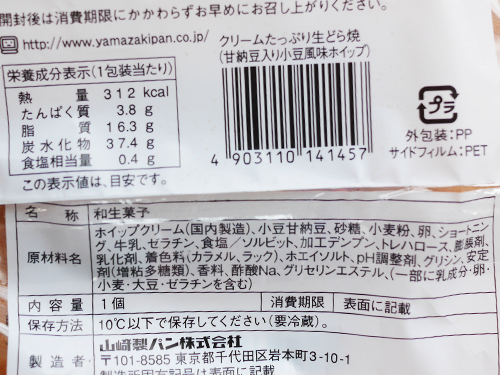 開封後は消費期限にかかわらずお早めにお召し上がりください。
http://www.yamazakipan.co.jp/
クリームたっぷり生どら焼
(甘納豆入り小豆風味ホイップ)
栄養成分表示(1包装当たり)
熱量 312 kcal
たんぱく質 3.8 g
脂質 16.3 g
炭水化物 37.4 g
食塩相当量 0.4 g
この表示値は、目安です。
4 903110 141457
プラ
外包装:PP
サイドフィルム:PET
名称 和生菓子
原材料名 ホイップクリーム(国内製造)、小豆甘納豆、砂糖、小麦粉、卵、ショートニン
グ、牛乳、ゼラチン、食塩/ソルビット、加工デンプン、トレハロース、膨脹剤、
乳化剤、着色料(カラメル、ラック)、ホエイソルト、pH調整剤、グリシン、安定
剤(増粘多糖類)、香料、酢酸Na、グリセリンエステル、(一部に乳成分・卵・
小麦・大豆・ゼラチンを含む)
内容量 1個 消費期限 表面に記載
保存方法 10℃以下で保存してください(要冷蔵)。
製造者 山崎製パン株式会社
〒101-8585 東京都千代田区岩本町3-10-1
製造所固有記号は表面に記載